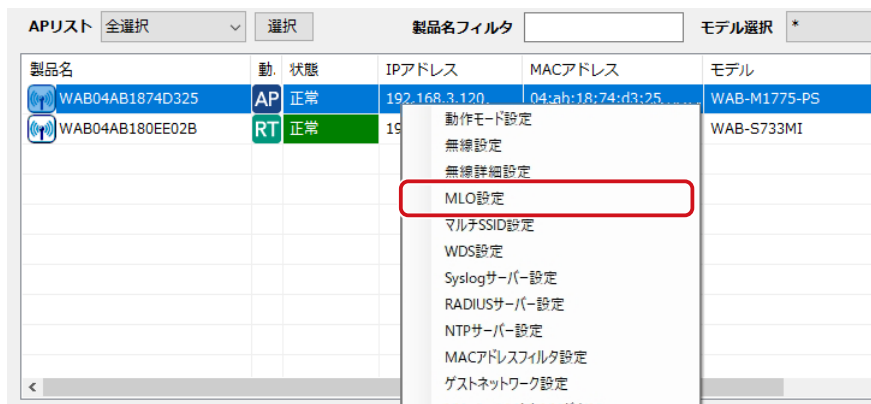 APリスト 全選択 選択 製品名フィルタ モデル選択 *
製品名 動. 状態 IPアドレス MACアドレス モデル
WAB04AB1874D325 AP 正常 192.168.3.120. 04:ab:18:74:d3:25 WAB-M1775-PS
WAB04AB180EE02B RT 正常 19 WAB-S733MI
動作モード設定
無線設定
無線詳細設定
MLO設定
マルチSSID設定
WDS設定
Syslogサーバー設定
RADIUSサーバー設定
NTPサーバー設定
MACアドレスフィルタ設定
ゲストネットワーク設定